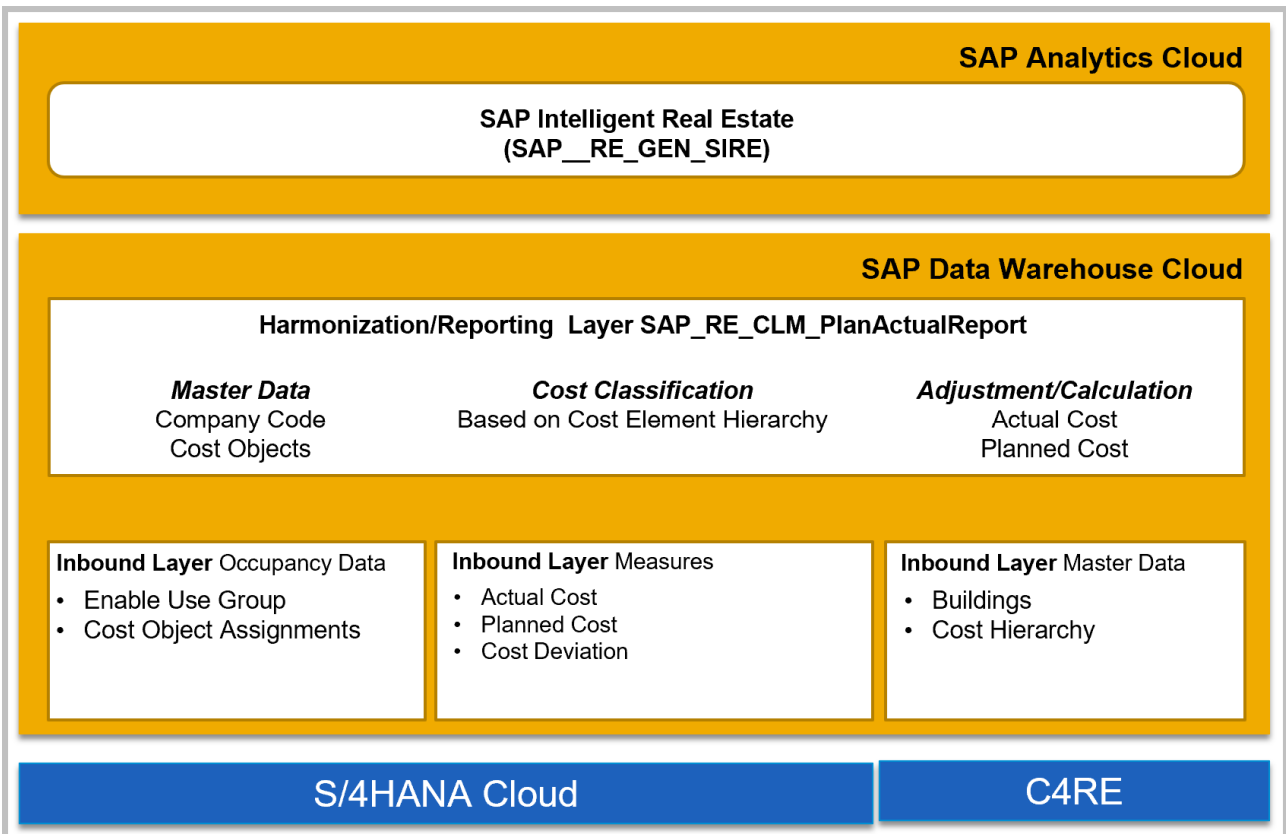 SAP Analytics Cloud
SAP Intelligent Real Estate
(SAP__RE_GEN_SIRE)
SAP Data Warehouse Cloud
Harmonization/Reporting  Layer SAP_RE_CLM_PlanActualReport
Master Data
Company Code
Cost Objects
Cost Classification
Based on Cost Element Hierarchy
Adjustment/Calculation
Actual Cost
Planned Cost
Inbound Layer Occupancy Data
• Enable Use Group
• Cost Object Assignments
Inbound Layer Measures
• Actual Cost
• Planned Cost
• Cost Deviation
Inbound Layer Master Data
• Buildings
• Cost Hierarchy
S/4HANA Cloud
C4RE